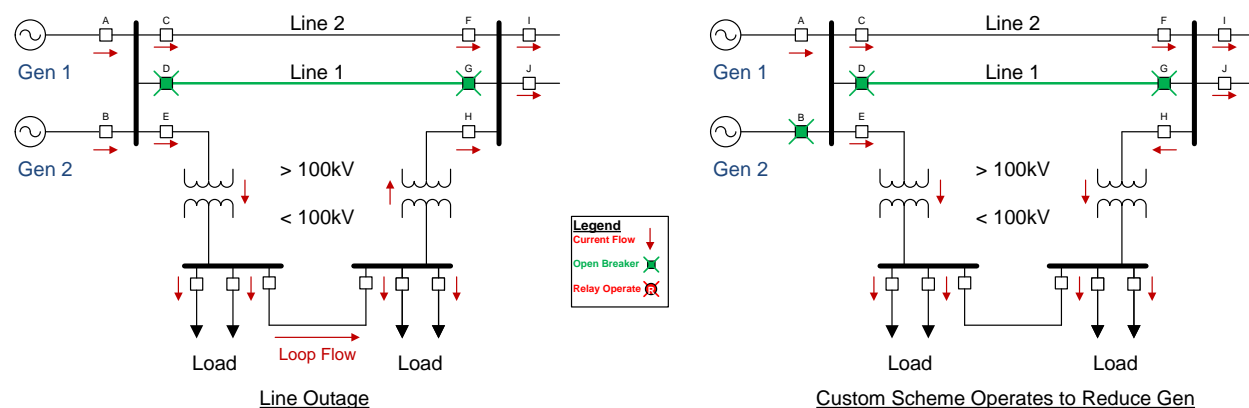 A
C
Line 2
F
I
Gen 1
D
Line 1
G
J
B
E
H
Gen 2
> 100kV
< 100kV
Load
Loop Flow
Load
Line Outage
Legend
Current Flow
Open Breaker
Relay Operate R
A
C
Line 2
F
I
Gen 1
D
Line 1
G
J
B
E
H
Gen 2
> 100kV
< 100kV
Load
Load
Custom Scheme Operates to Reduce Gen